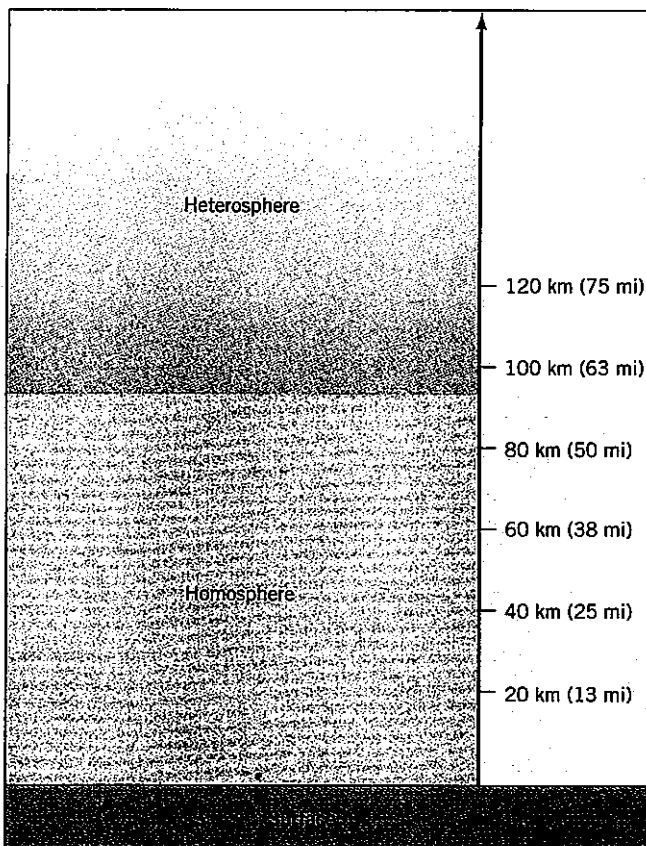 Heterosphere
120 km (75 mi)
100 km (63 mi)
80 km (50 mi)
60 km (38 mi)
Homosphere
40 km (25 mi)
20 km (13 mi)